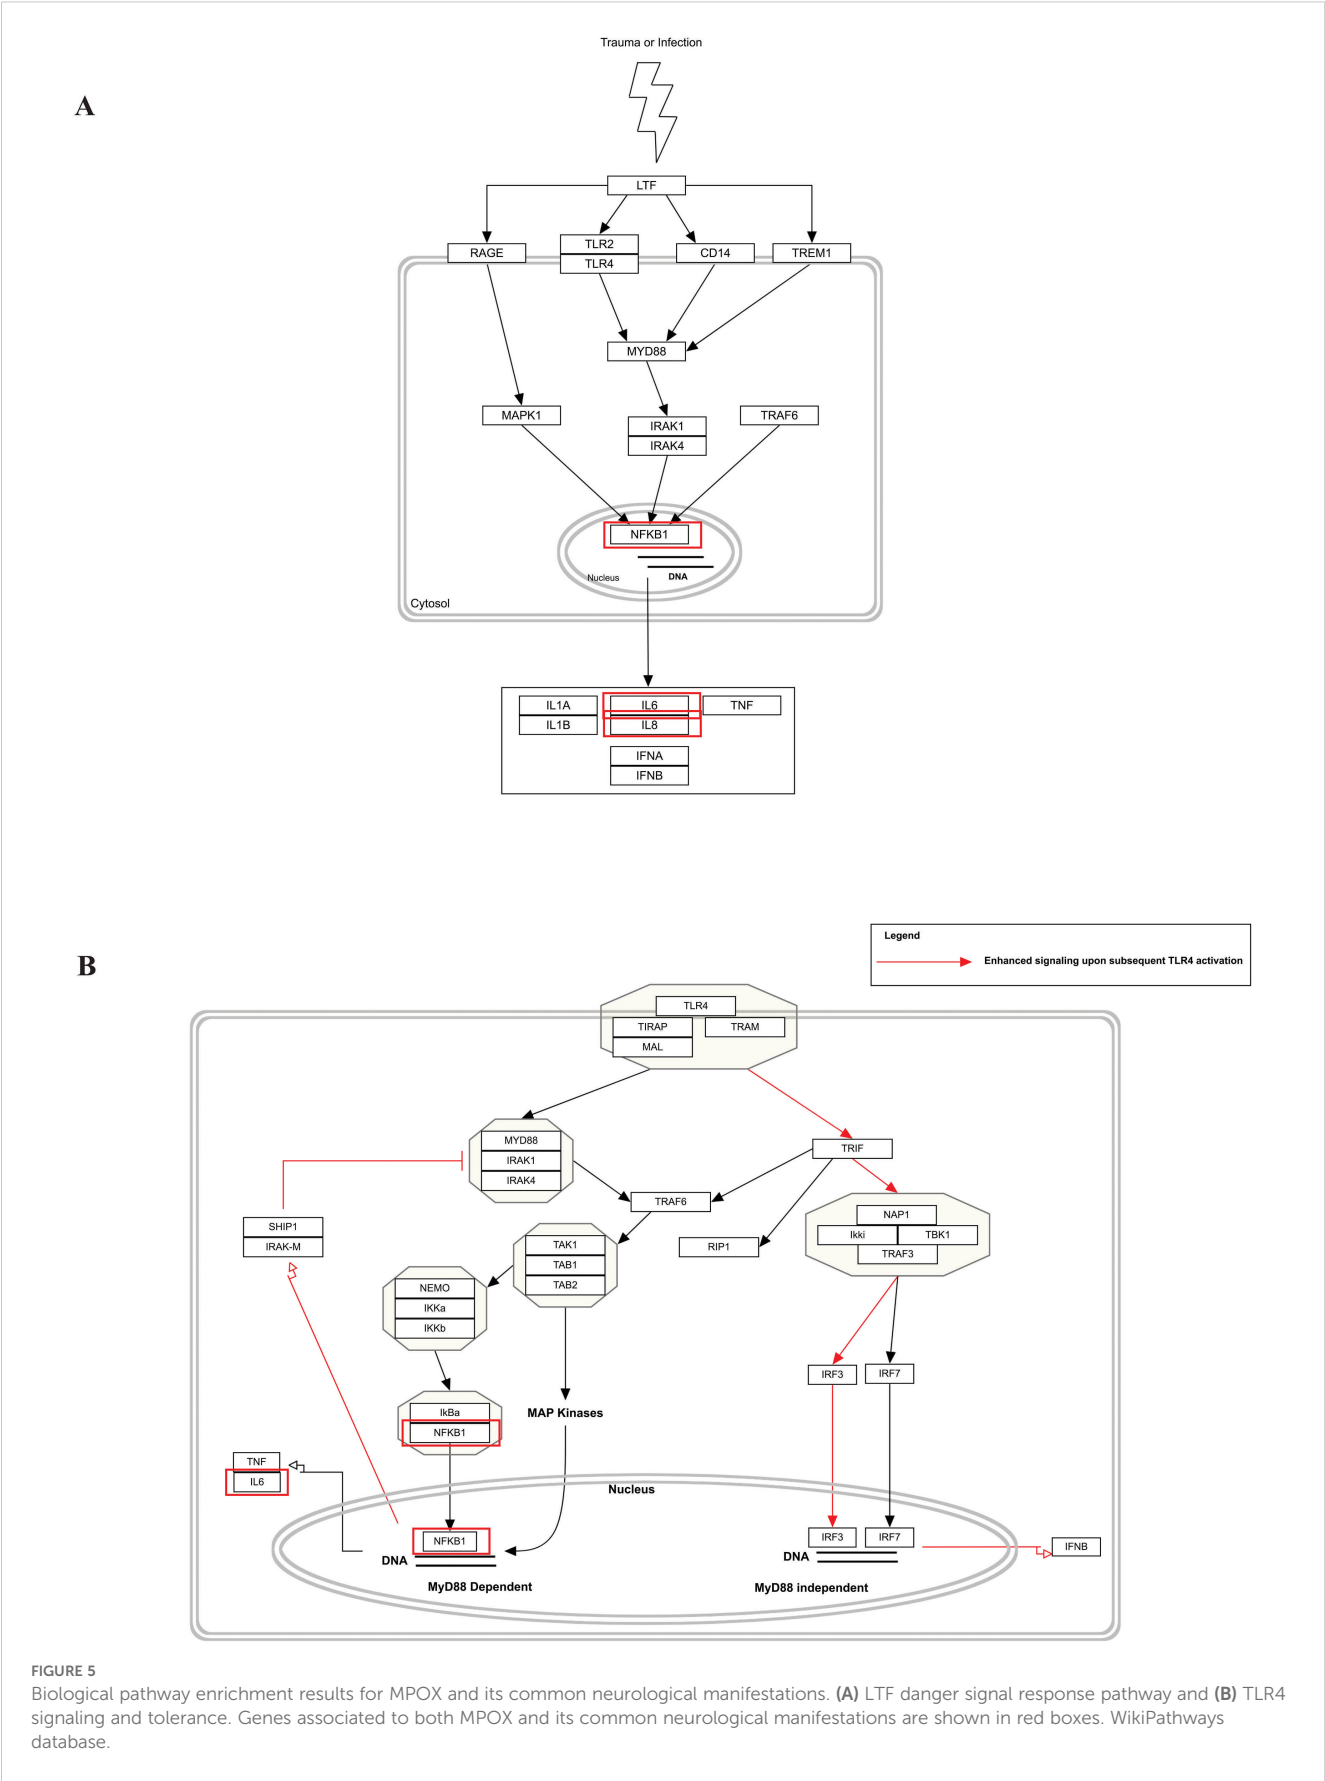 Trauma or Infection
A
LTF
RAGE
TLR2
TLR4
CD14
TREM1
MYD88
MAPK1
IRAK1
IRAK4
TRAF6
NFKB1
Nucleus
DNA
Cytosol
IL1A
IL1B
IL6
IL8
TNF
IFNA
IFNB
B
Legend
Enhanced signaling upon subsequent TLR4 activation
TLR4
TIRAP
MAL
TRAM
MYD88
IRAK1
IRAK4
TRIF
TRAF6
NAP1
Ikki
TBK1
TRAF3
SHIP1
IRAK-M
RIP1
TAK1
TAB1
TAB2
NEMO
IKKa
IKKb
IRF3
IRF7
IkBa
NFKB1
MAP Kinases
TNF
IL6
Nucleus
NFKB1
DNA
IRF3
IRF7
DNA
IFNB
MyD88 Dependent
MyD88 independent
FIGURE 5
Biological pathway enrichment results for MPOX and its common neurological manifestations. (A) LTF danger signal response pathway and (B) TLR4
signaling and tolerance. Genes associated to both MPOX and its common neurological manifestations are shown in red boxes. WikiPathways
database.